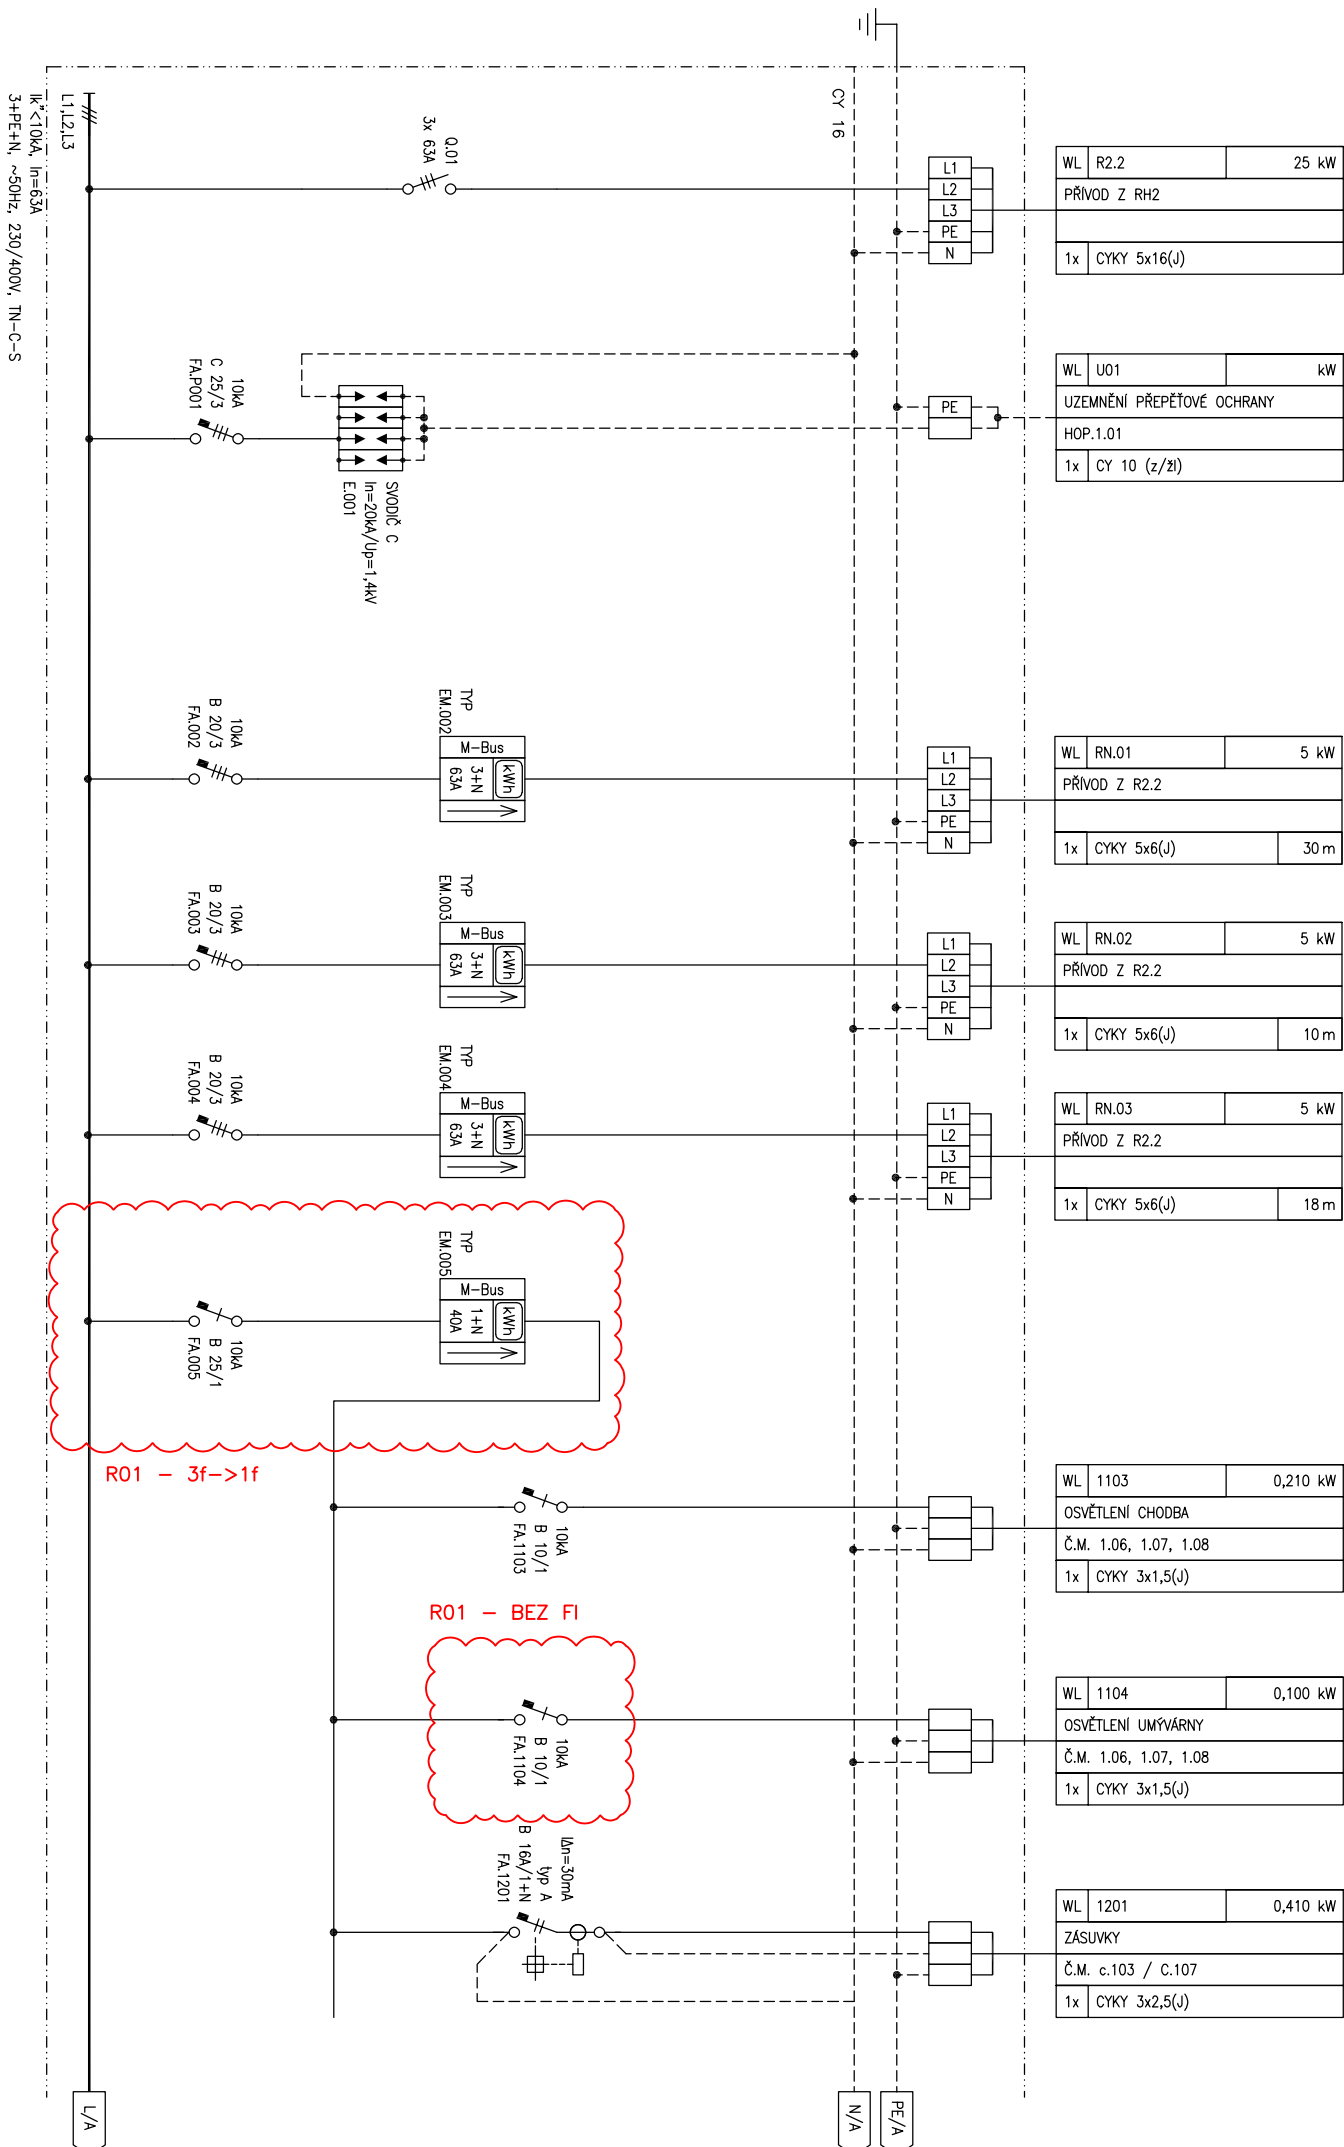 CY 16
L1,L2,L3
Ik"<10kA, In=63A
3+PE+N, ~50Hz, 230/400V, TN-C-S
Q.01
3x 63A
L1
L2
L3
PE
N
WL R2.2 25 kW
PŘÍVOD Z RH2
1x CYKY 5x16(J)
10kA
C 25/3
FA.P001
SVODIČ C
In=20kA/Up=1,4kV
E.001
PE
WL U01 kW
UZEMNĚNÍ PŘEPĚŤOVÉ OCHRANY
HOP.1.01
1x CY 10 (z/žl)
10kA
B 20/3
FA.002
TYP
EM.002
M-Bus
kWh
3+N
63A
L1
L2
L3
PE
N
WL RN.01 5 kW
PŘÍVOD Z R2.2
1x CYKY 5x6(J) 30 m
10kA
B 20/3
FA.003
TYP
EM.003
M-Bus
kWh
3+N
63A
L1
L2
L3
PE
N
WL RN.02 5 kW
PŘÍVOD Z R2.2
1x CYKY 5x6(J) 10 m
10kA
B 20/3
FA.004
TYP
EM.004
M-Bus
kWh
3+N
63A
L1
L2
L3
PE
N
WL RN.03 5 kW
PŘÍVOD Z R2.2
1x CYKY 5x6(J) 18 m
10kA
B 25/1
FA.005
TYP
EM.005
M-Bus
kWh
1+N
40A
R01 - 3f->1f
10kA
B 10/1
FA.1103
WL 1103 0,210 kW
OSVĚTLENÍ CHODBA
Č.M. 1.06, 1.07, 1.08
1x CYKY 3x1,5(J)
R01 - BEZ FI
10kA
B 10/1
FA.1104
WL 1104 0,100 kW
OSVĚTLENÍ UMÝVÁRNY
Č.M. 1.06, 1.07, 1.08
1x CYKY 3x1,5(J)
IΔn=30mA
typ A
B 16A/1+N
FA.1201
WL 1201 0,410 kW
ZÁSUVKY
Č.M. c.103 / C.107
1x CYKY 3x2,5(J)
L/A
N/A
PE/A